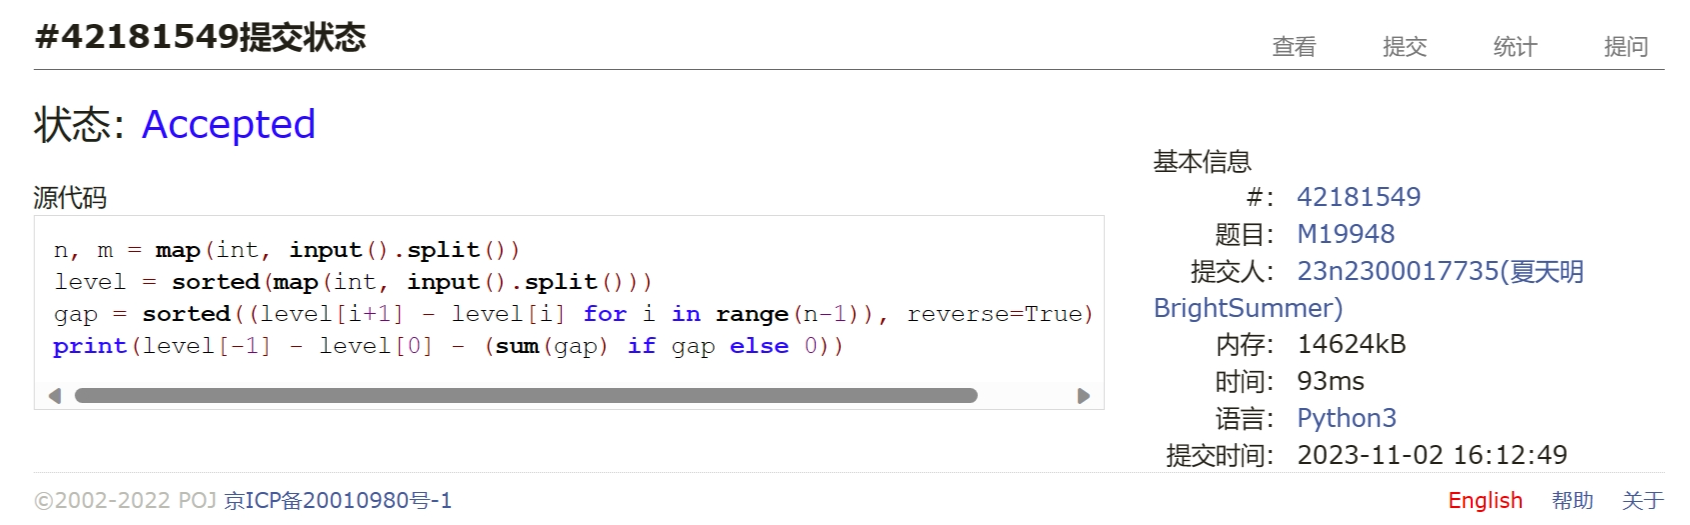 #42181549提交状态
查看 提交 统计 提问
状态: Accepted
源代码
n, m = map(int, input().split())
level = sorted(map(int, input().split()))
gap = sorted((level[i+1] - level[i] for i in range(n-1)), reverse=True)
print(level[-1] - level[0] - (sum(gap) if gap else 0))
基本信息
#: 42181549
题目: M19948
提交人: 23n2300017735(夏天明
BrightSummer)
内存: 14624kB
时间: 93ms
语言: Python3
提交时间: 2023-11-02 16:12:49
©2002-2022 POJ 京ICP备20010980号-1
English 帮助 关于